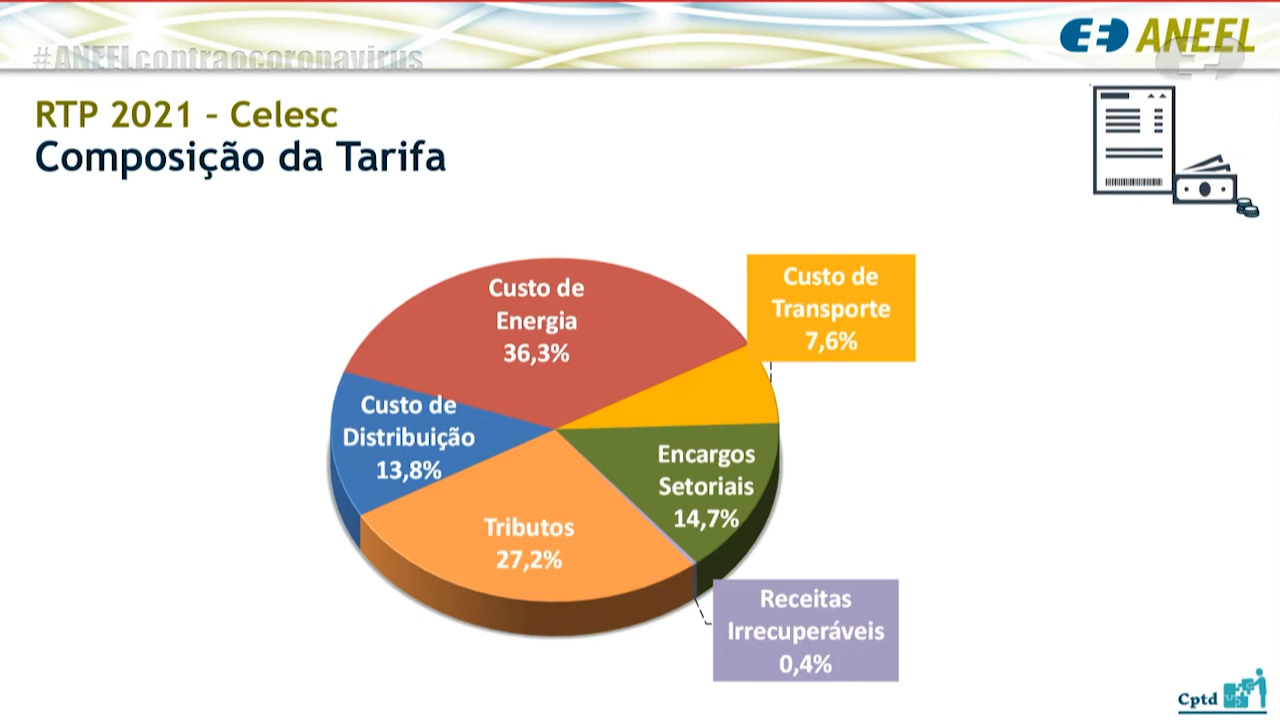 #ANEELcontraocoronavirus
ANEEL
RTP 2021 – Celesc
Composição da Tarifa
Custo de
Energia
36,3%
Custo de
Transporte
7,6%
Custo de
Distribuição
13,8%
Encargos
Setoriais
14,7%
Tributos
27,2%
Receitas
Irrecuperáveis
0,4%
Cptd